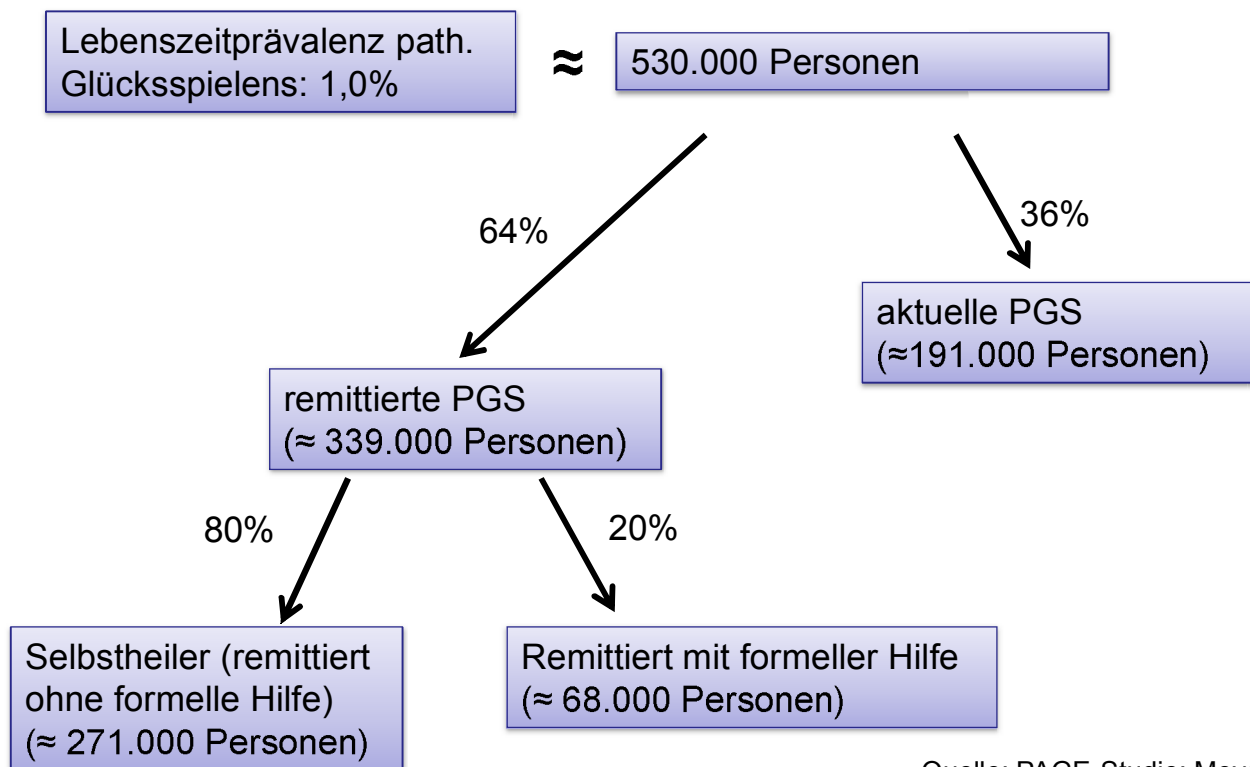 Lebenszeitprävalenz path.
Glücksspielens: 1,0%
≈
530.000 Personen
64%
36%
aktuelle PGS
(≈191.000 Personen)
remittierte PGS
(≈ 339.000 Personen)
80%
20%
Selbstheiler (remittiert
ohne formelle Hilfe)
(≈ 271.000 Personen)
Remittiert mit formeller Hilfe
(≈ 68.000 Personen)